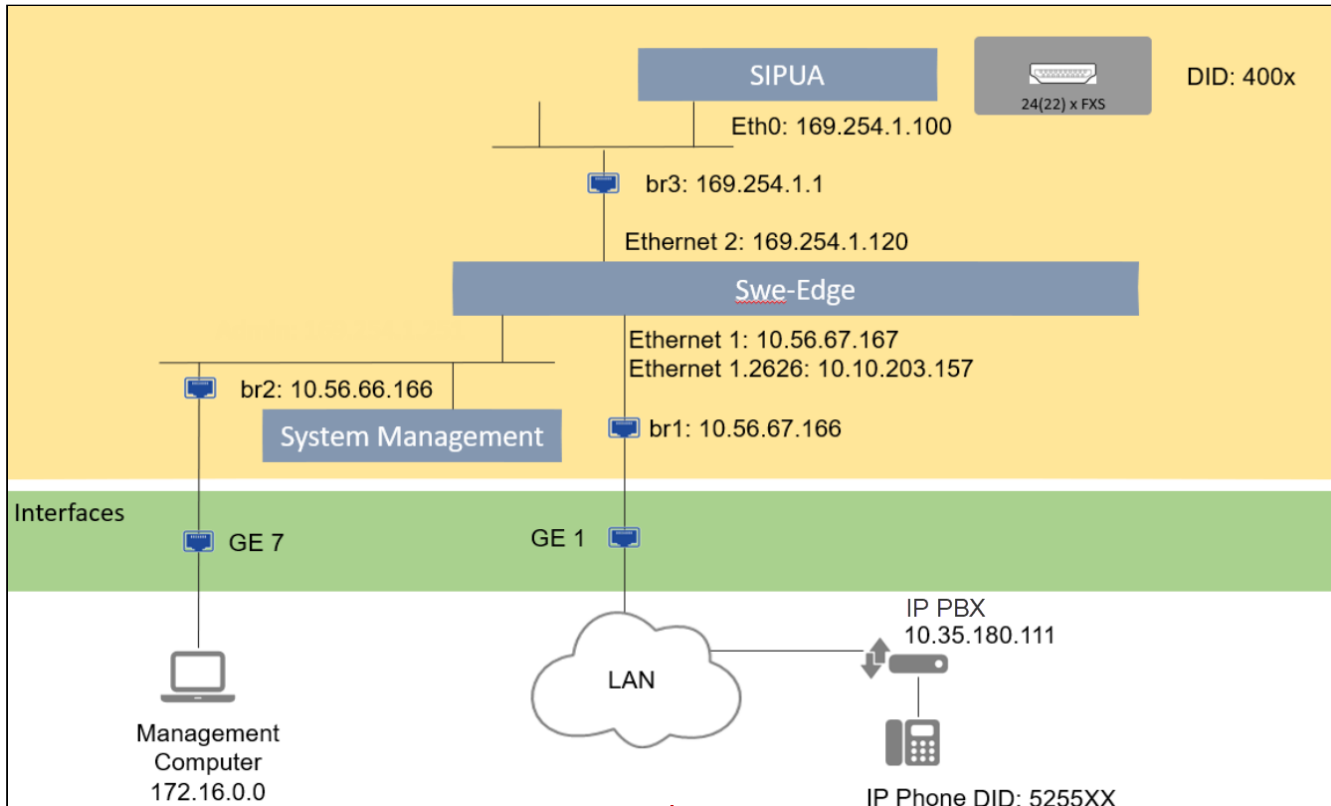 SIPUA
24(22) x FXS
DID: 400x
Eth0: 169.254.1.100
br3: 169.254.1.1
Ethernet 2: 169.254.1.120
Swe-Edge
Ethernet 1: 10.56.67.167
Ethernet 1.2626: 10.10.203.157
br2: 10.56.66.166
System Management
br1: 10.56.67.166
Interfaces
GE 7
GE 1
LAN
IP PBX
10.35.180.111
Management
Computer
172.16.0.0
IP Phone DID: 5255XX